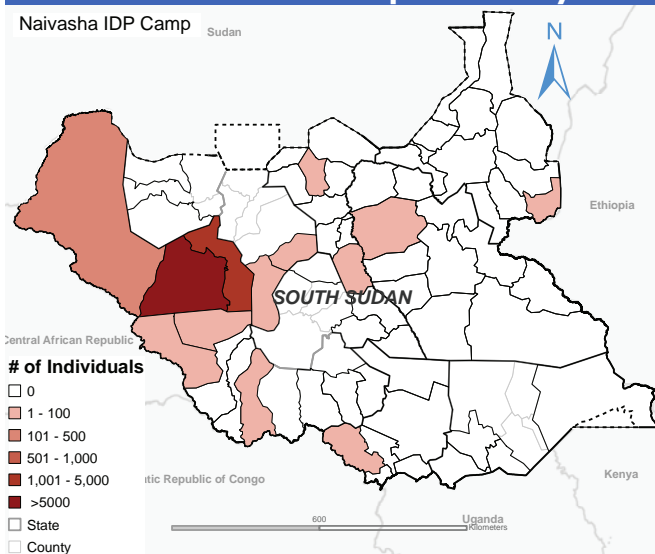 Naivasha IDP Camp
Sudan
N
Ethiopia
SOUTH SUDAN
Central African Republic
# of Individuals
0
1 - 100
101 - 500
501 - 1,000
1,001 - 5,000
>5000
State
County
tic Republic of Congo
Kenya
600
Uganda
Kilometers